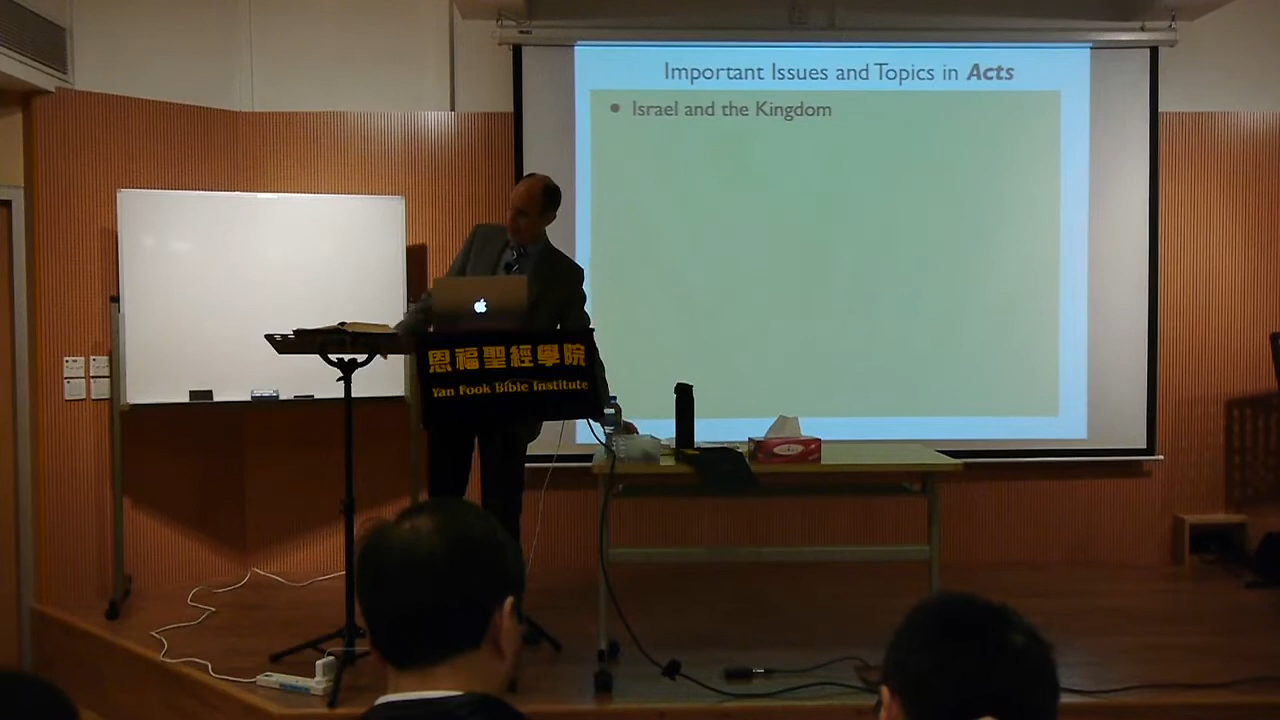 Important Issues and Topics in Acts
• Israel and the Kingdom
恩福聖經學院
Yan Fook Bible Institute